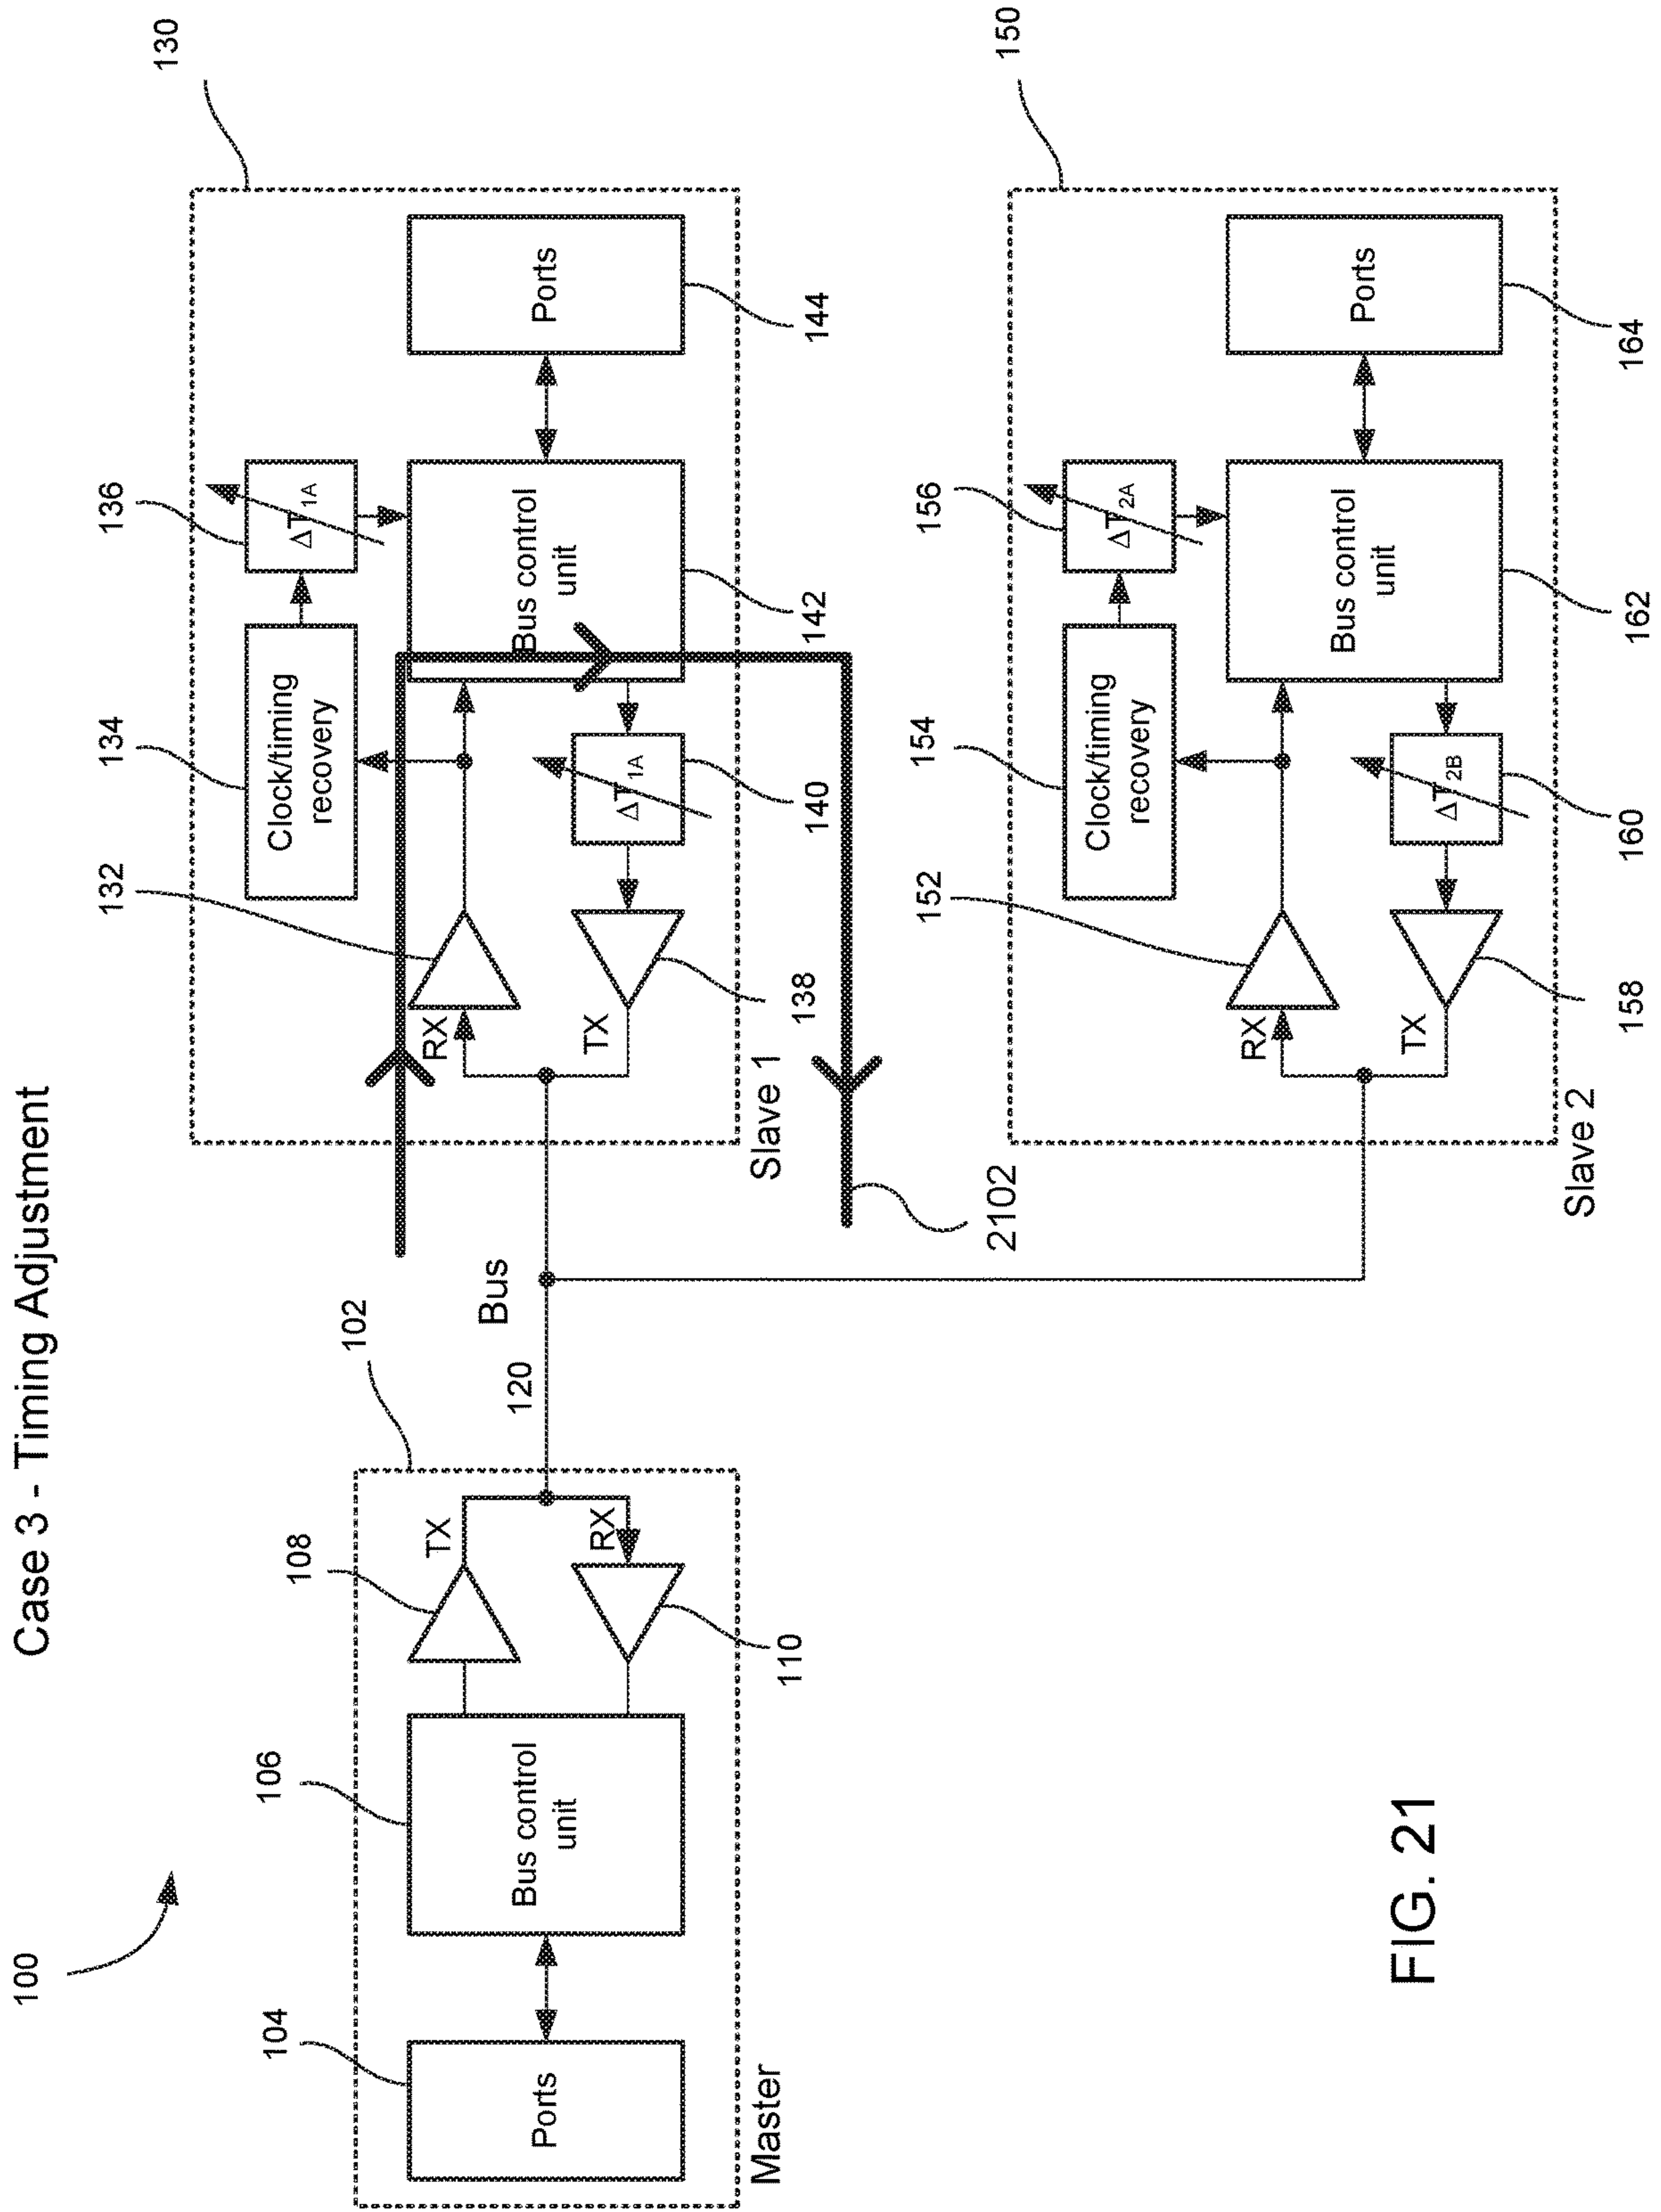 Case 3 - Timing Adjustment
100
Master
102
104
Ports
106
Bus control
unit
108
TX
RX
110
120
Bus
Slave 1
130
132
RX
134
Clock/timing
recovery
136
ΔT1A
Bus control
unit
142
Ports
144
TX
138
ΔT1A
140
2102
Slave 2
150
152
RX
154
Clock/timing
recovery
156
ΔT2A
Bus control
unit
162
Ports
164
TX
158
ΔT2B
160
FIG. 21